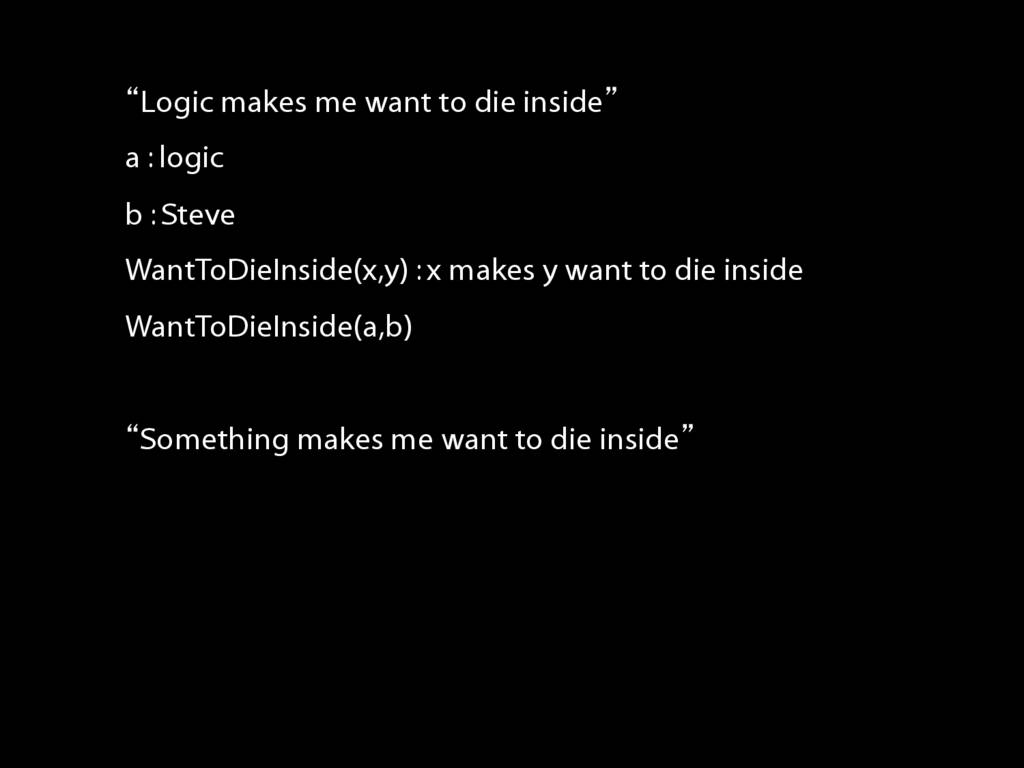 “Logic makes me want to die inside”
a : logic
b : Steve
WantToDieInside(x,y) : x makes y want to die inside
WantToDieInside(a,b)
“Something makes me want to die inside”